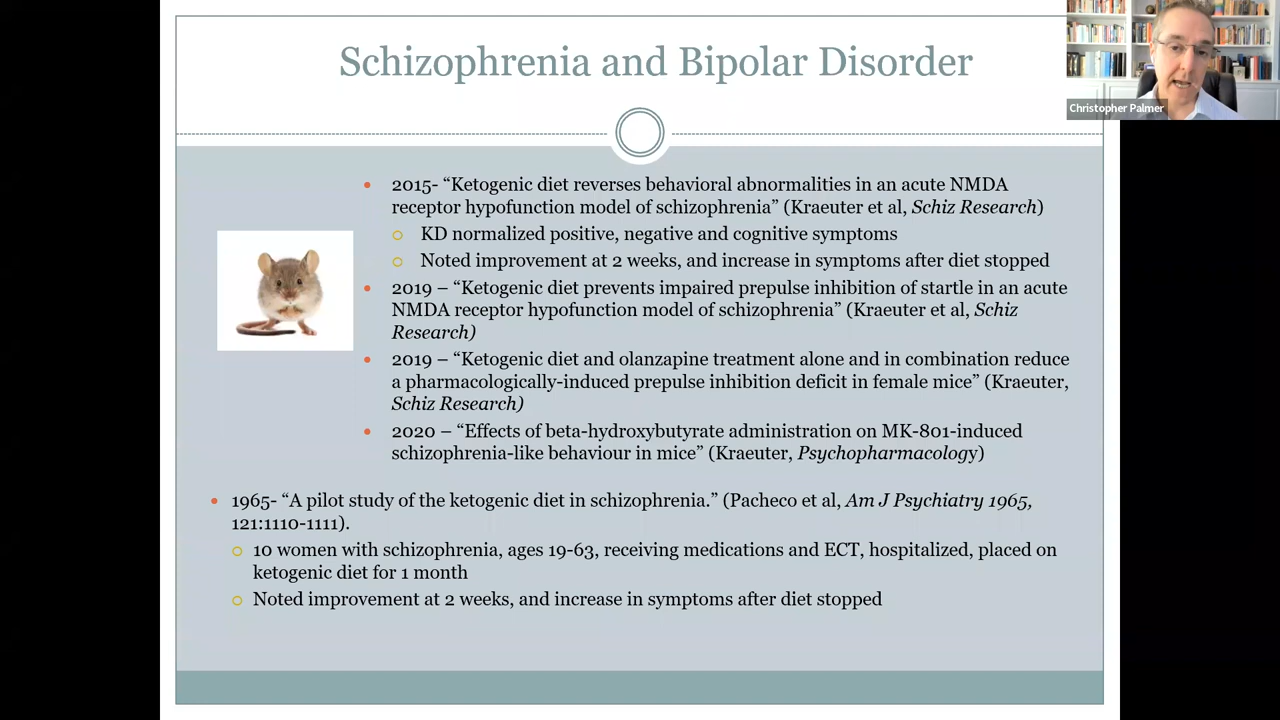 Schizophrenia and Bipolar Disorder
Christopher Palmer
• 2015- “Ketogenic diet reverses behavioral abnormalities in an acute NMDA
receptor hypofunction model of schizophrenia” (Kraeuter et al, Schiz Research)
○ KD normalized positive, negative and cognitive symptoms
○ Noted improvement at 2 weeks, and increase in symptoms after diet stopped
• 2019 – “Ketogenic diet prevents impaired prepulse inhibition of startle in an acute
NMDA receptor hypofunction model of schizophrenia” (Kraeuter et al, Schiz
Research)
• 2019 – “Ketogenic diet and olanzapine treatment alone and in combination reduce
a pharmacologically-induced prepulse inhibition deficit in female mice” (Kraeuter,
Schiz Research)
• 2020 – “Effects of beta-hydroxybutyrate administration on MK-801-induced
schizophrenia-like behaviour in mice” (Kraeuter, Psychopharmacology)
• 1965- “A pilot study of the ketogenic diet in schizophrenia.” (Pacheco et al, Am J Psychiatry 1965,
121:1110-1111).
○ 10 women with schizophrenia, ages 19-63, receiving medications and ECT, hospitalized, placed on
ketogenic diet for 1 month
○ Noted improvement at 2 weeks, and increase in symptoms after diet stopped